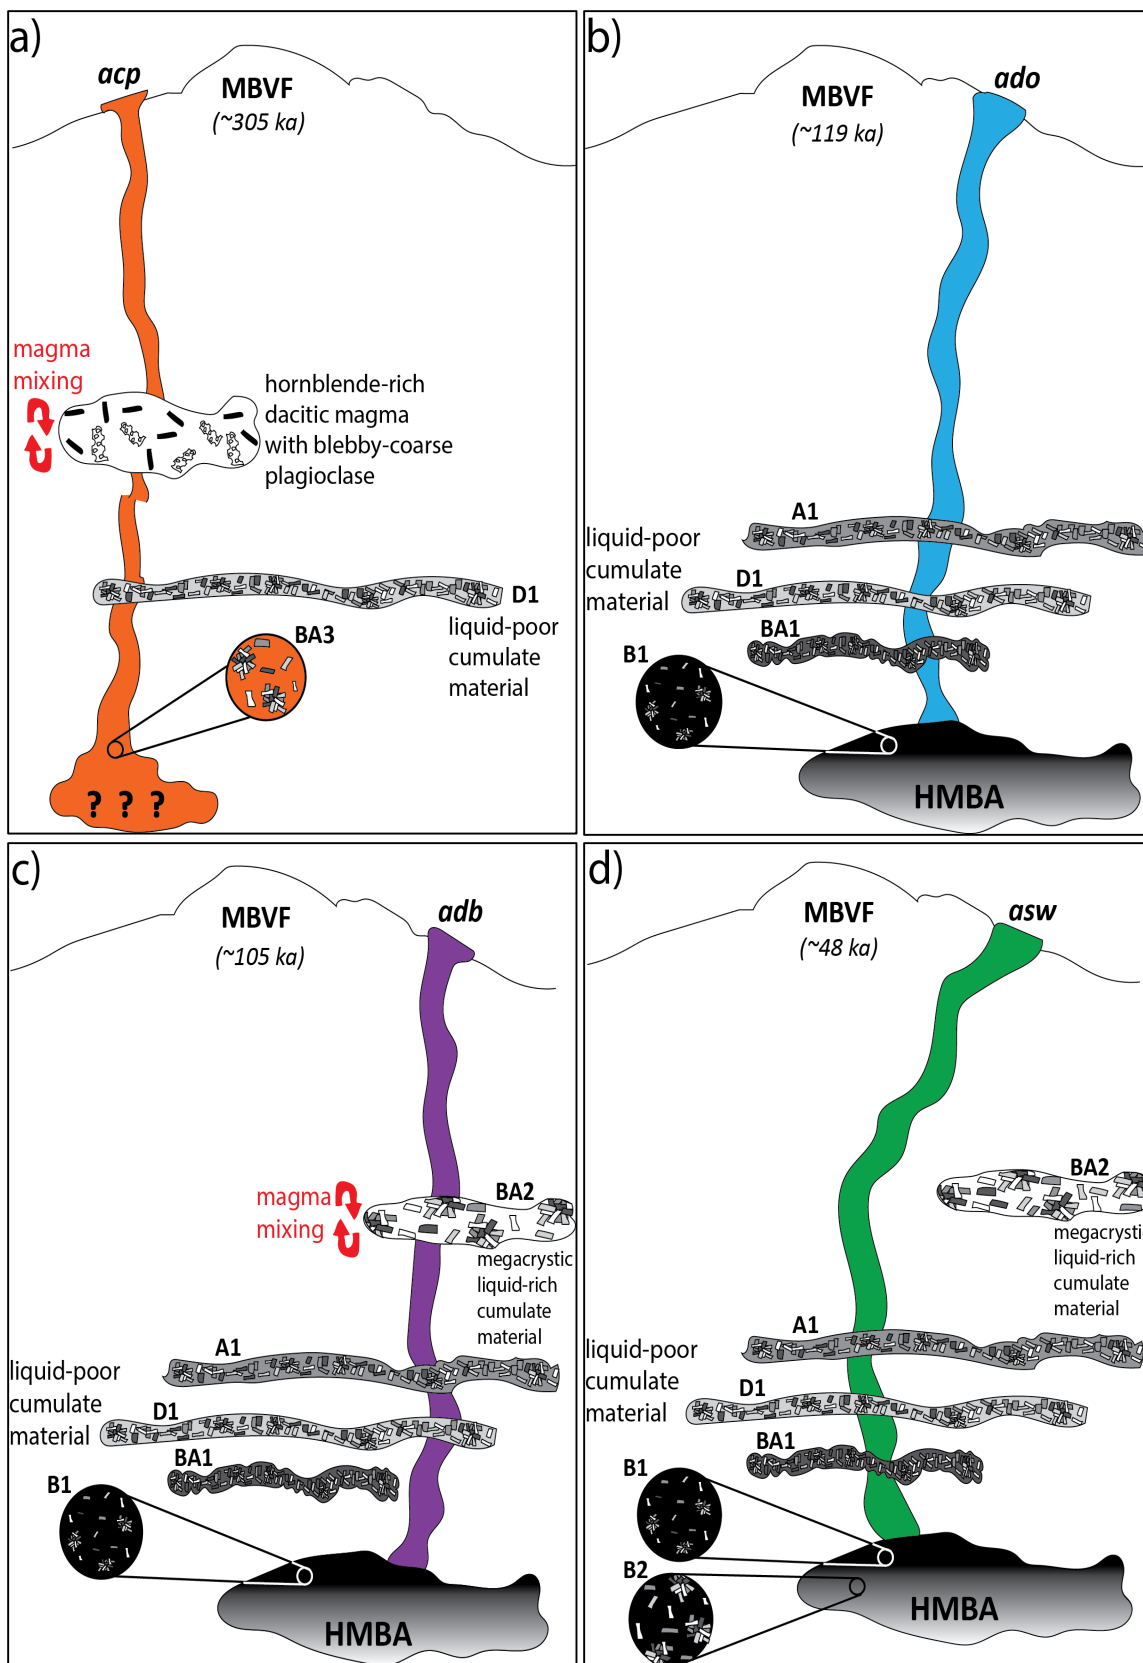 a)
acp
MBVF
(~305 ka)
magma
mixing
hornblende-rich
dacitic magma
with blebby-coarse
plagioclase
D1
liquid-poor
cumulate
material
BA3
? ? ?
b)
ado
MBVF
(~119 ka)
A1
liquid-poor
cumulate
material
D1
BA1
B1
HMBA
c)
adb
MBVF
(~105 ka)
magma
mixing
BA2
megacrystic
liquid-rich
cumulate
material
A1
liquid-poor
cumulate
material
D1
BA1
B1
HMBA
d)
asw
MBVF
(~48 ka)
BA2
megacrystic
liquid-rich
cumulate
material
A1
liquid-poor
cumulate
material
D1
BA1
B1
B2
HMBA